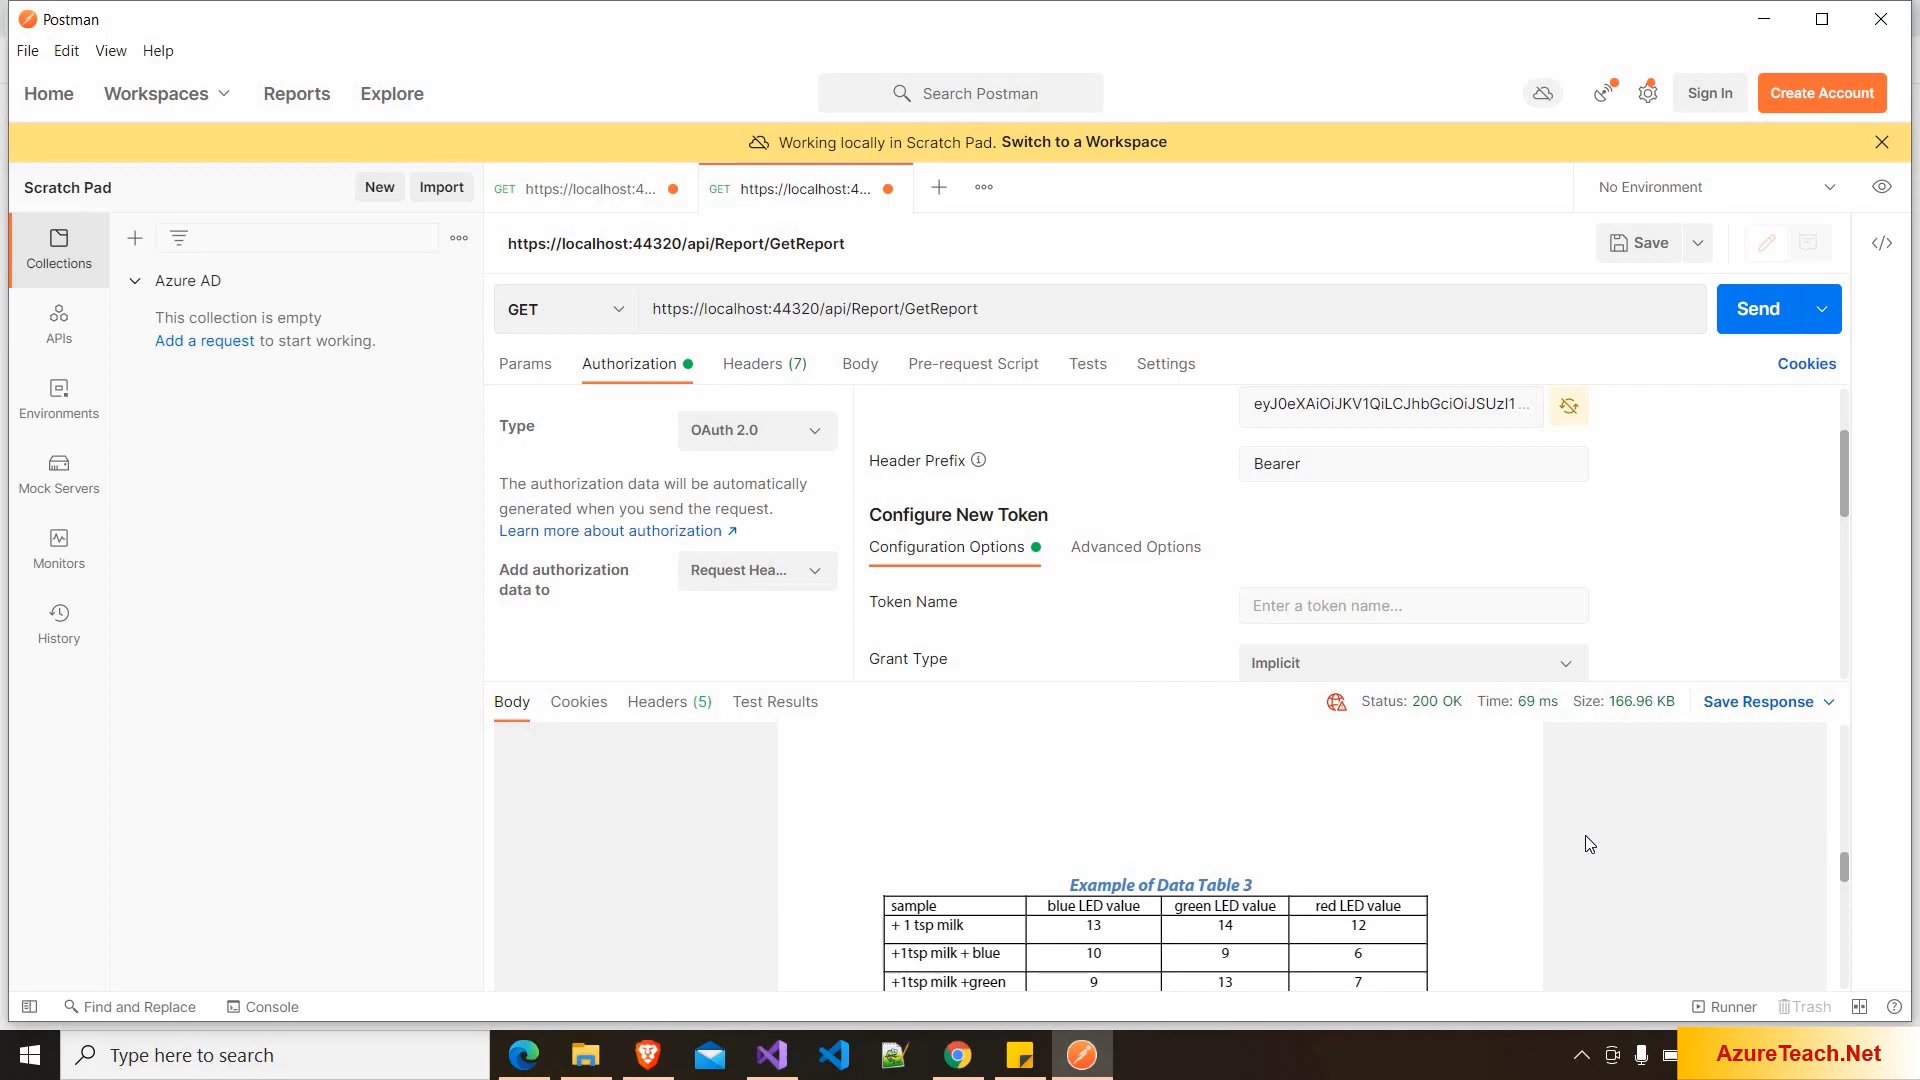 Postman
File Edit View Help
Home Workspaces Reports Explore Search Postman Sign In Create Account
Working locally in Scratch Pad. Switch to a Workspace
Scratch Pad New Import GET https://localhost:4... GET https://localhost:4... No Environment
https://localhost:44320/api/Report/GetReport Save
Collections
Azure AD
This collection is empty
Add a request to start working.
GET https://localhost:44320/api/Report/GetReport Send
APIs
Params Authorization Headers (7) Body Pre-request Script Tests Settings Cookies
Environments
Type OAuth 2.0
eyJ0eXAiOiJKV1QiLCJhbGciOiJSUzI1...
Header Prefix Bearer
The authorization data will be automatically
generated when you send the request.
Learn more about authorization
Mock Servers
Add authorization
data to
Request Hea...
Configure New Token
Configuration Options Advanced Options
Monitors
Token Name Enter a token name...
History
Grant Type Implicit
Body Cookies Headers (5) Test Results Status: 200 OK Time: 69 ms Size: 166.96 KB Save Response
Example of Data Table 3
sample blue LED value green LED value red LED value
+ 1 tsp milk 13 14 12
+1tsp milk + blue 10 9 6
+1tsp milk +green 9 13 7
Find and Replace Console Runner Trash
Type here to search
AzureTeach.Net